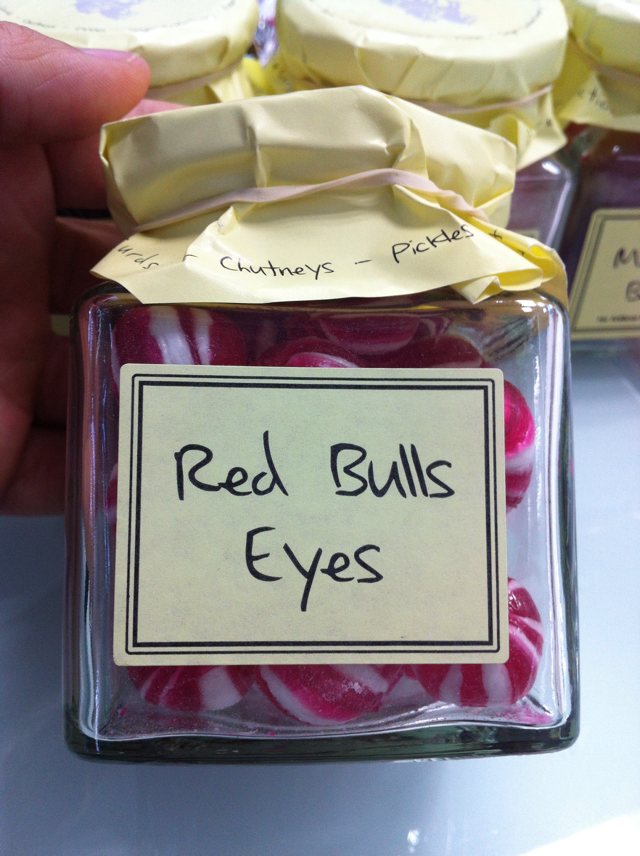 Chutneys - Pickles
Red Bulls
Eyes